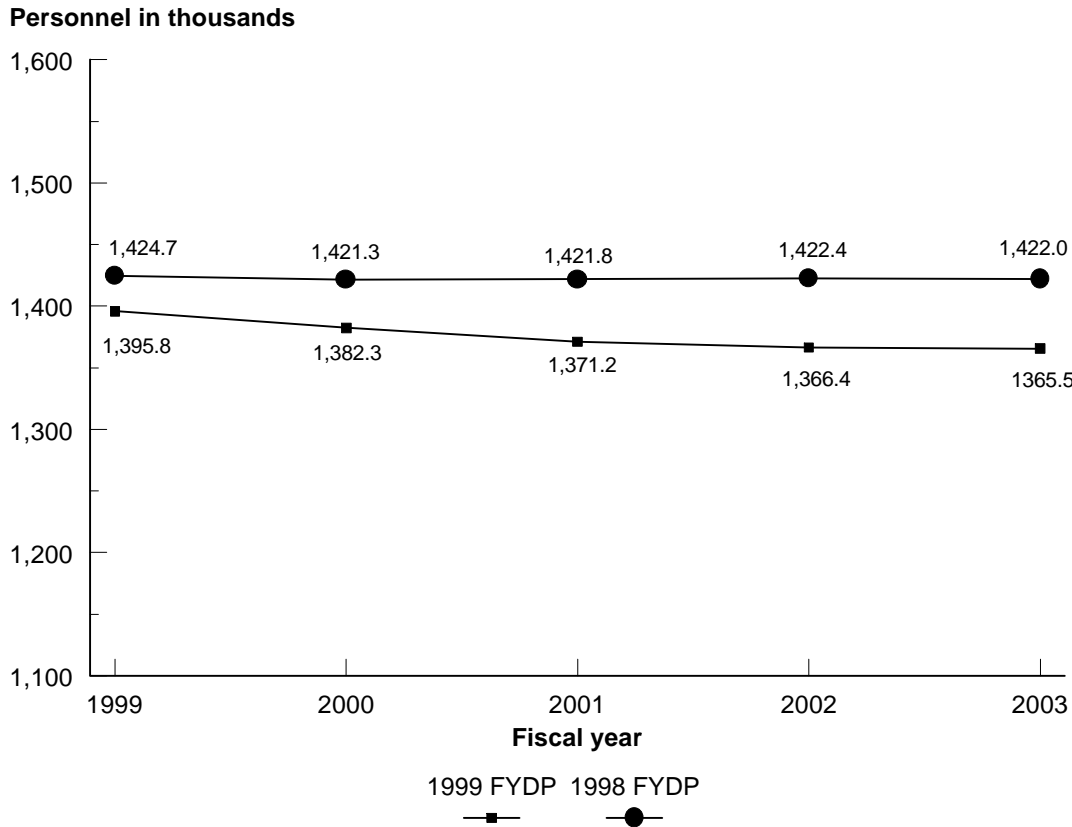 Personnel in thousands
1,600
1,500
1,424.7 1,421.3 1,421.8 1,422.4 1,422.0
1,400
1,395.8 1,382.3 1,371.2 1,366.4 1365.5
1,300
1,200
1,100
1999 2000 2001 2002 2003
Fiscal year
1999 FYDP 1998 FYDP